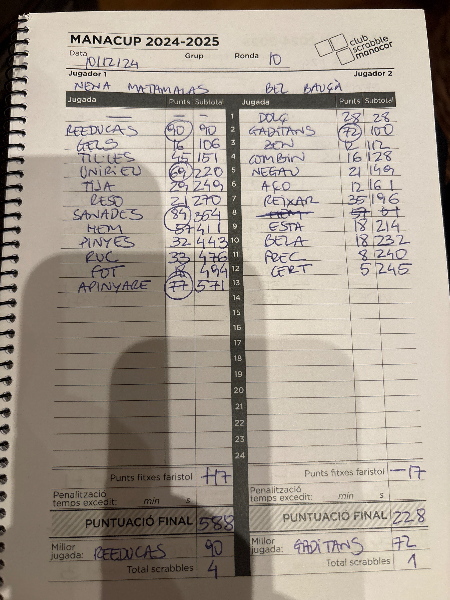 MANACUP 2024-2025
club scrabble manacor
Data 10/12/24 Grup Ronda 10
Jugador 1 Jugador 2
NENA MATAMALAS BEL BAUÇÀ
Jugada Punts Subtotal Jugada Punts Subtotal
— — — 1 DOLÇ 28 28
REEDUCAS 90 90 2 GADITANS 72 100
GELS 16 106 3 12 112
45 151 4 COMBIN 16 128
69 220 5 NEGAU 21 149
TIJA 29 249 6 AÇO 12 161
RESO 21 270 7 REIXAR 35 196
SANADES 84 354 8 HEM
HEM 57 411 9 ESTA 18 214
PINYES 32 443 10 BELA 18 232
RUC 33 476 11 PREC 8 240
FOT 18 494 12 CERT 5 245
APINYARE 77 571 13
14
15
16
17
18
19
20
21
22
23
24
Punts fitxes faristol +17 Punts fitxes faristol -17
Penalització temps excedit: min s Penalització temps excedit: min s
PUNTUACIÓ FINAL 588 PUNTUACIÓ FINAL 228
Millor jugada: REEDUCAS 90 Millor jugada: GADITANS 72
Total scrabbles 4 Total scrabbles 1